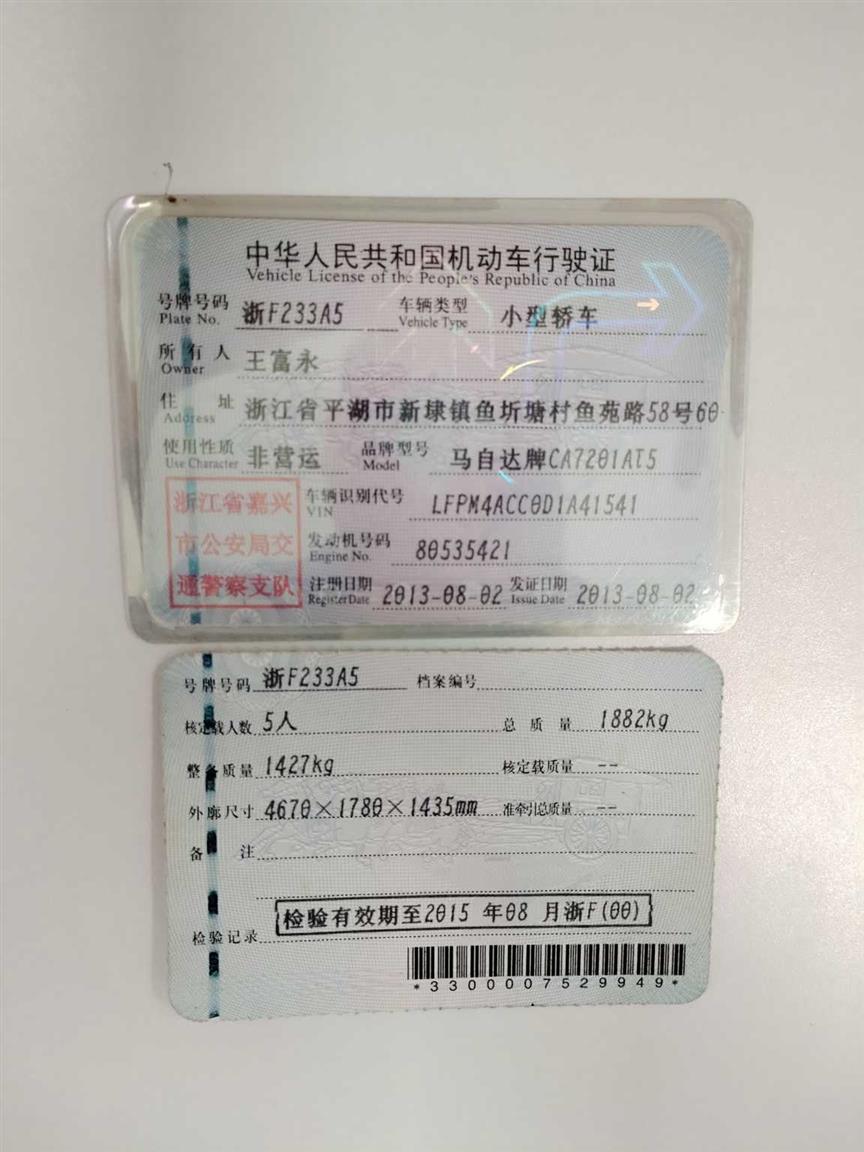 中华人民共和国机动车行驶证
Vehicle License of the People's Republic of China
号牌号码 浙F233A5 车辆类型 小型轿车
Plate No. Vehicle Type
所有人 王富永
Owner
住址 浙江省平湖市新埭镇鱼圻塘村鱼苑路58号60
Address
使用性质 非营运 品牌型号 马自达牌CA7201AT5
Use Character Model
浙江省嘉兴 车辆识别代号 LFPM4ACC0D1A41541
VIN
市公安局交 发动机号码 80535421
Engine No.
通警察支队 注册日期 2013-08-02 发证日期 2013-08-02
Register Date Issue Date
号牌号码 浙F233A5 档案编号
核定载人数 5人 总质量 1882kg
整备质量 1427kg 核定载质量 --
外廓尺寸 4670×1780×1435mm 准牵引总质量 --
备注
检验有效期至2015 年08 月浙F(00)
检验记录
*3300007529949*